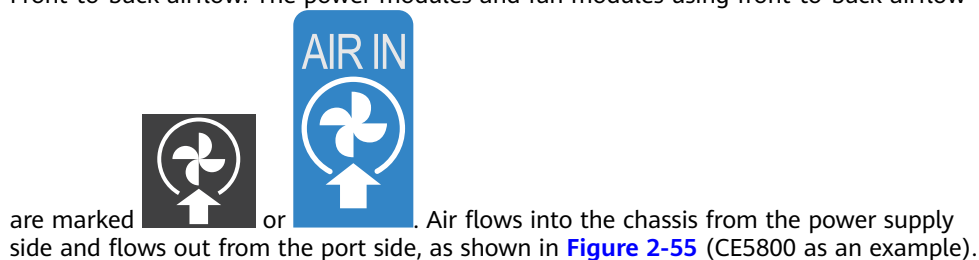 Front-to-back airflow: The power modules and fan modules using front-to-back airflow
AIR IN
are marked or . Air flows into the chassis from the power supply
side and flows out from the port side, as shown in Figure 2-55 (CE5800 as an example).